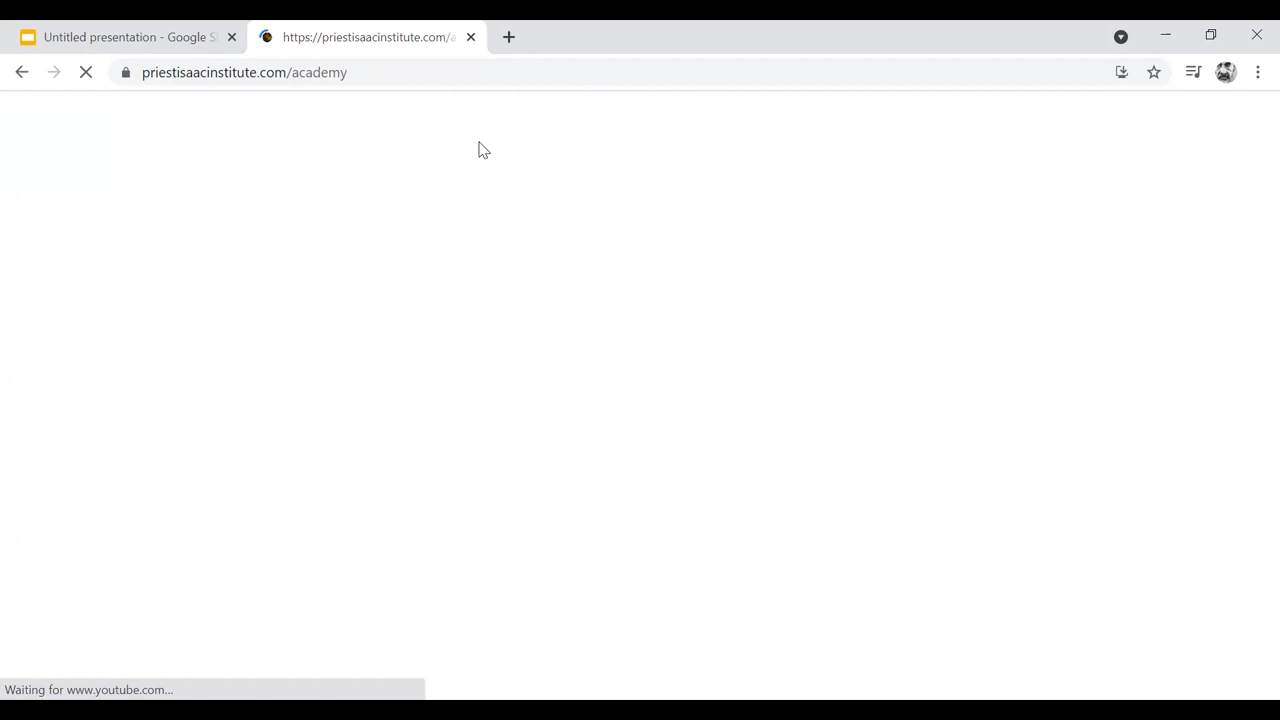 Untitled presentation - Google Sl
https://priestisaacinstitute.com/a
priestisaacinstitute.com/academy
Waiting for www.youtube.com...